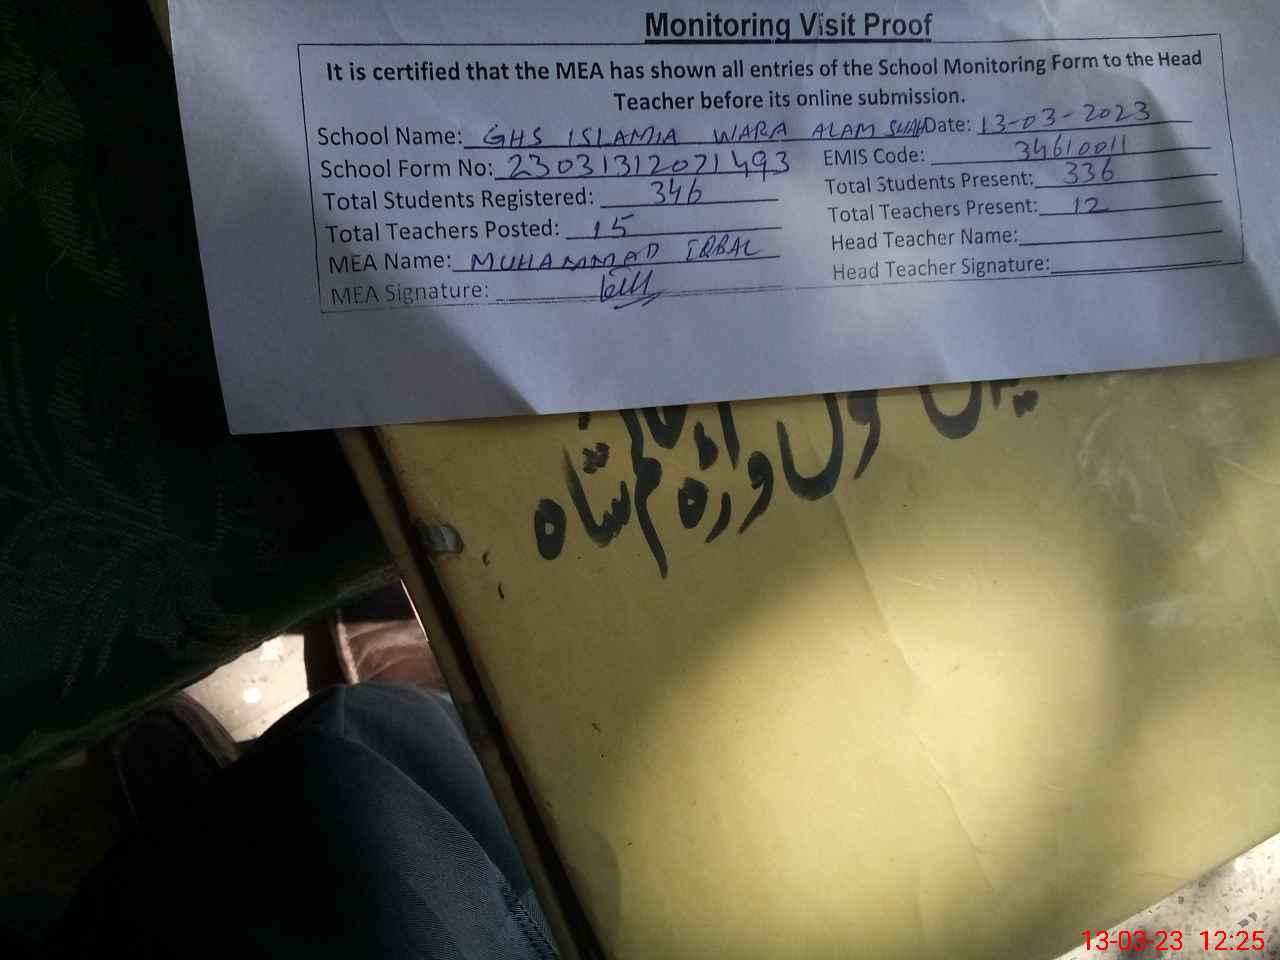 Monitoring Visit Proof
It is certified that the MEA has shown all entries of the School Monitoring Form to the Head
Teacher before its online submission.
School Name: GHS ISLAMIA WARA ALAM SHAH Date: 13-03-2023
School Form No: 23031312071493 EMIS Code: 34610011
Total Students Registered: 346 Total Students Present: 336
Total Teachers Posted: 15 Total Teachers Present: 12
MEA Name: MUHAMMAD IQBAL Head Teacher Name:
MEA Signature: Head Teacher Signature:
واڑہ عالم شاہ
13-03-23 12:25